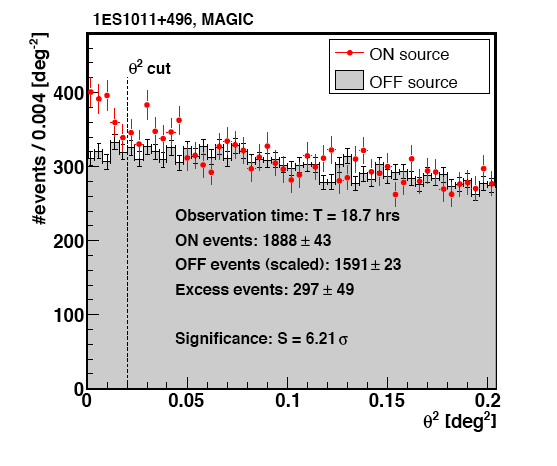 1ES1011+496, MAGIC
#events / 0.004 [deg⁻²]
θ² cut
ON source
OFF source
400
300
200
100
0
Observation time: T = 18.7 hrs
ON events: 1888 ± 43
OFF events (scaled): 1591 ± 23
Excess events: 297 ± 49
Significance: S = 6.21 σ
0 0.05 0.1 0.15 0.2
θ² [deg²]